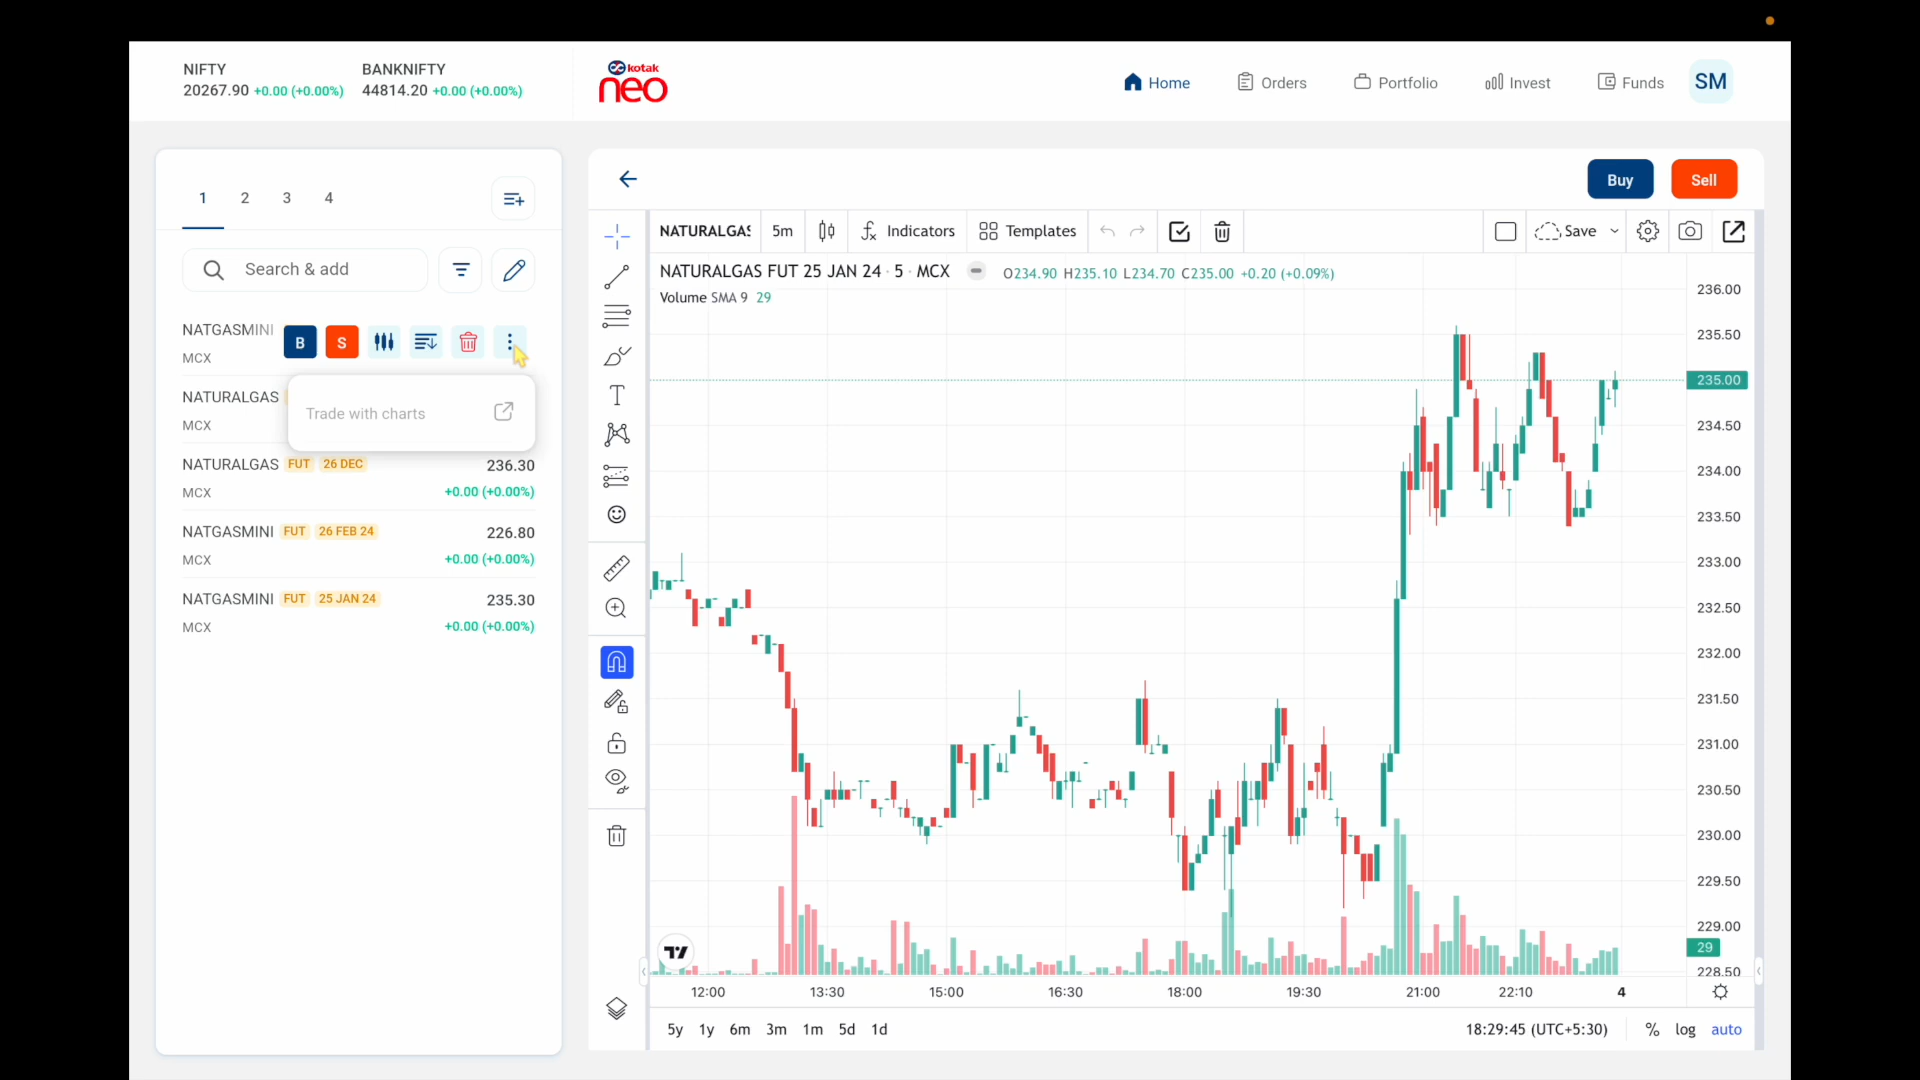 NIFTY
20267.90 +0.00 (+0.00%)
BANKNIFTY
44814.20 +0.00 (+0.00%)
kotak
neo
Home
Orders
Portfolio
Invest
Funds
SM
1 2 3 4
Search & add
NATGASMINI
MCX
B
S
NATURALGAS
MCX
Trade with charts
NATURALGAS FUT 26 DEC 236.30
MCX +0.00 (+0.00%)
NATGASMINI FUT 26 FEB 24 226.80
MCX +0.00 (+0.00%)
NATGASMINI FUT 25 JAN 24 235.30
MCX +0.00 (+0.00%)
Buy
Sell
NATURALGAS 5m Indicators Templates Save
NATURALGAS FUT 25 JAN 24 · 5 · MCX O234.90 H235.10 L234.70 C235.00 +0.20 (+0.09%)
Volume SMA 9 29
236.00
235.50
235.00
234.50
234.00
233.50
233.00
232.50
232.00
231.50
231.00
230.50
230.00
229.50
229.00
29
228.50
12:00 13:30 15:00 16:30 18:00 19:30 21:00 22:10 4
5y 1y 6m 3m 1m 5d 1d
18:29:45 (UTC+5:30) % log auto